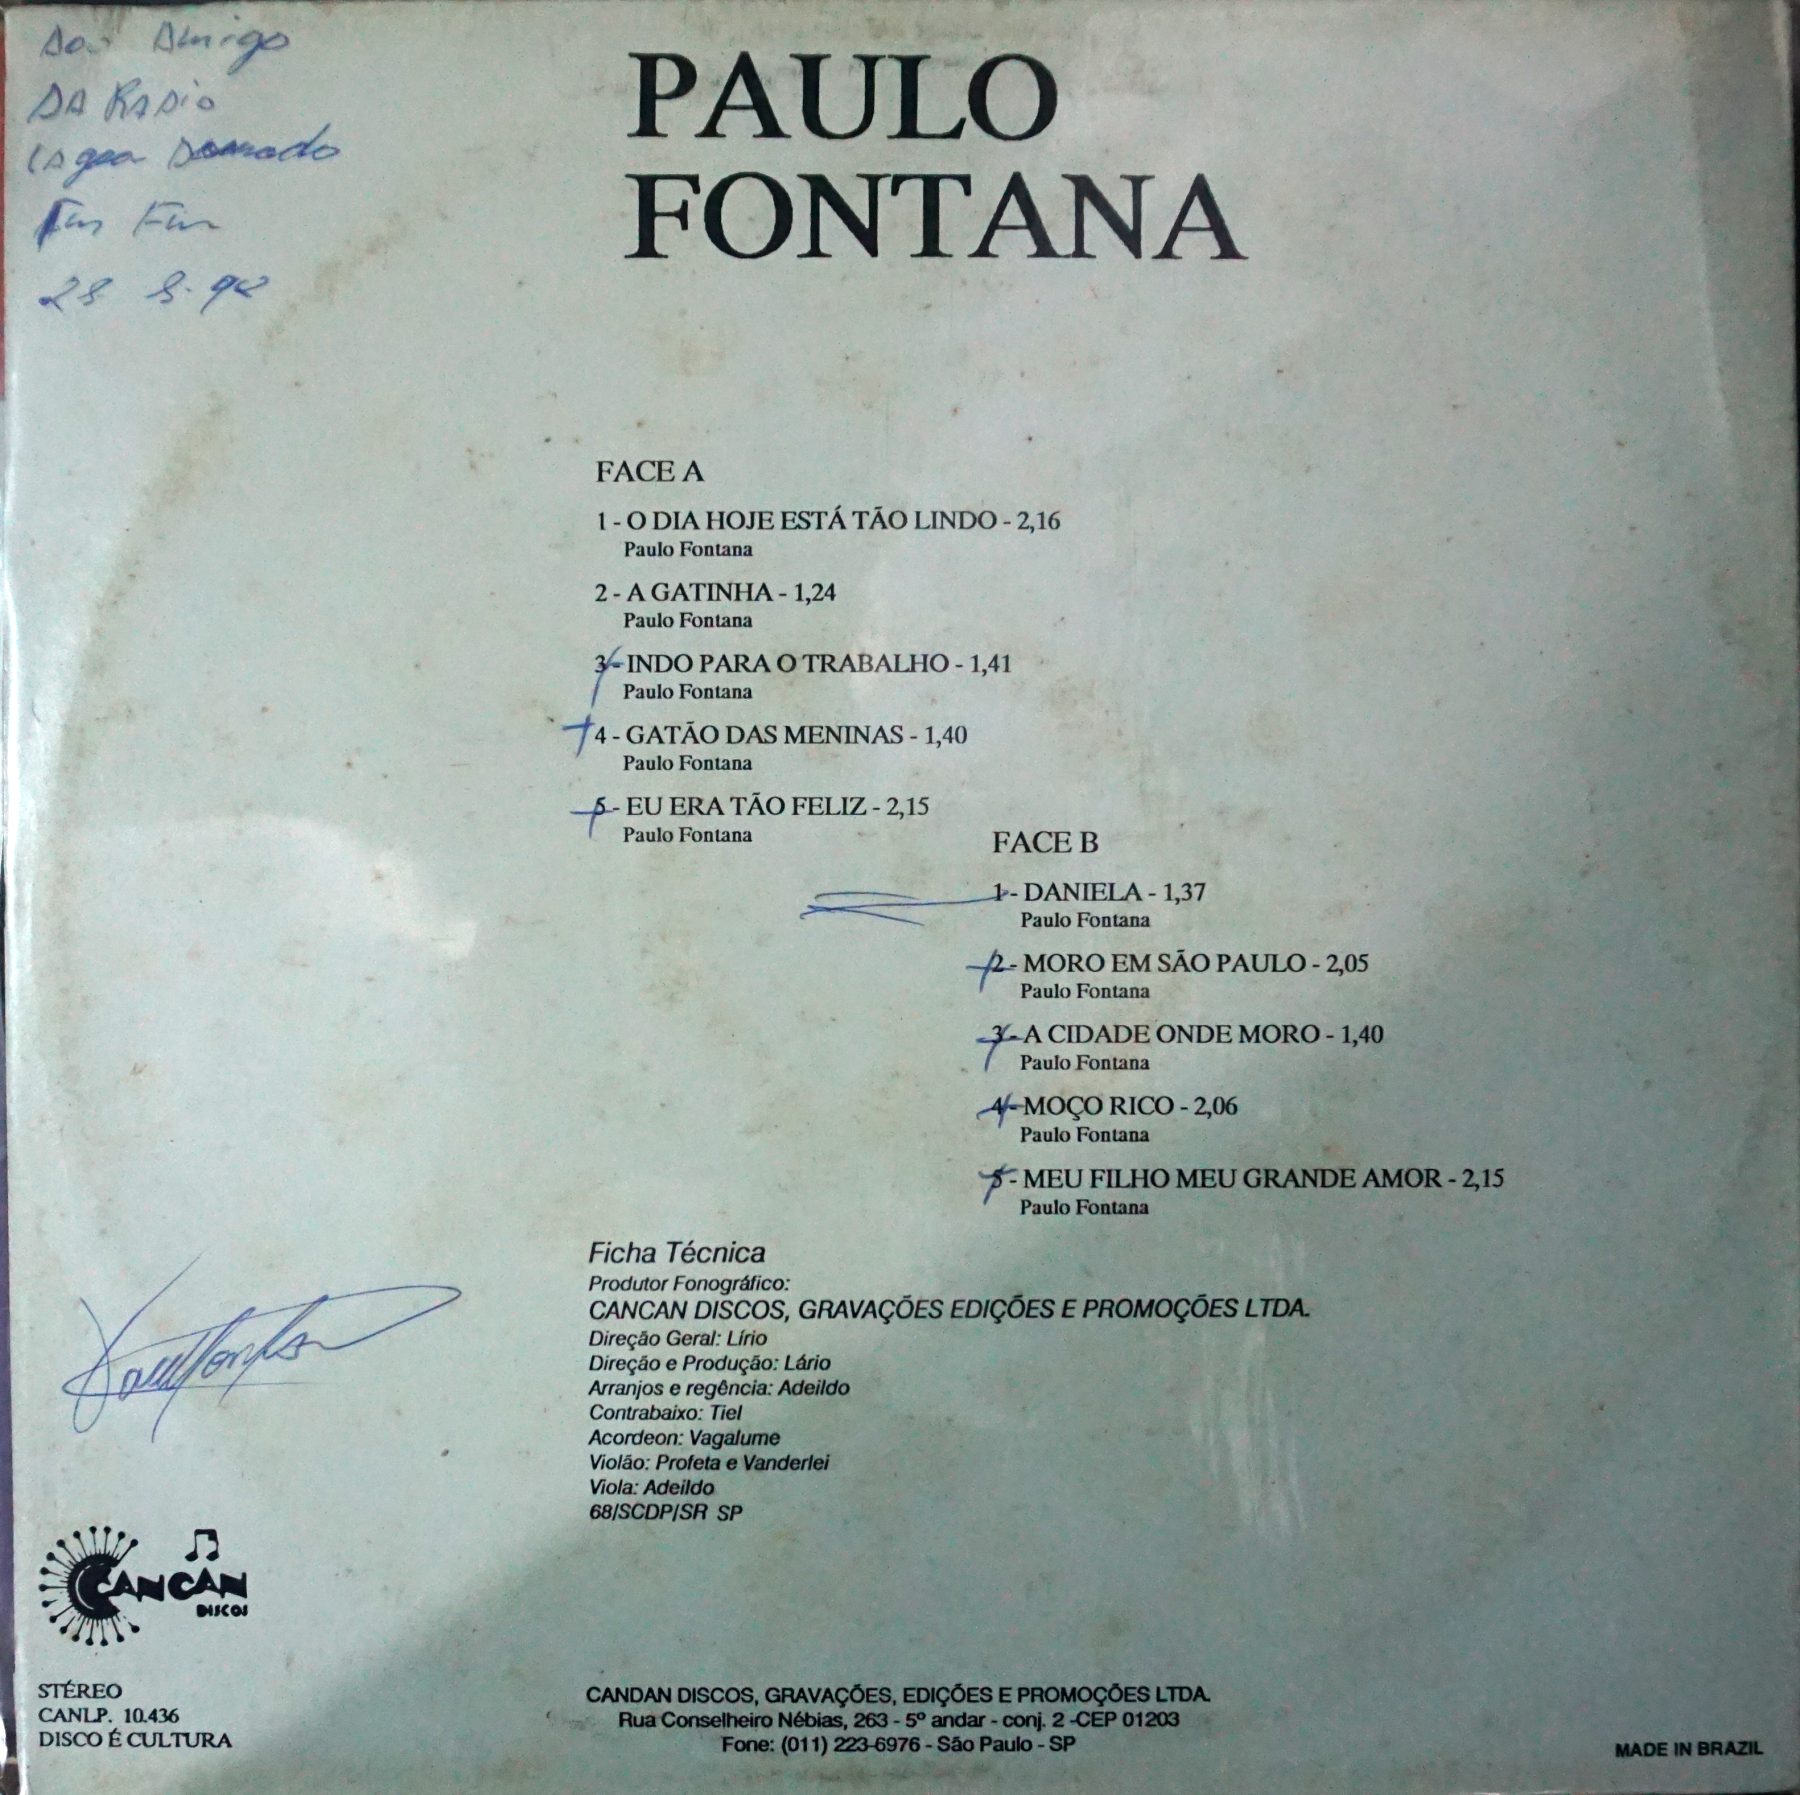 Aos Amigo
DA RADIO
Lagoa Dourado
Fm Fm
PAULO
FONTANA
FACE A
1 - O DIA HOJE ESTÁ TÃO LINDO - 2,16
Paulo Fontana
2 - A GATINHA - 1,24
Paulo Fontana
3 - INDO PARA O TRABALHO - 1,41
Paulo Fontana
4 - GATÃO DAS MENINAS - 1,40
Paulo Fontana
5 - EU ERA TÃO FELIZ - 2,15
Paulo Fontana
FACE B
1 - DANIELA - 1,37
Paulo Fontana
2 - MORO EM SÃO PAULO - 2,05
Paulo Fontana
3 - A CIDADE ONDE MORO - 1,40
Paulo Fontana
4 - MOÇO RICO - 2,06
Paulo Fontana
5 - MEU FILHO MEU GRANDE AMOR - 2,15
Paulo Fontana
Ficha Técnica
Produtor Fonográfico:
CANCAN DISCOS, GRAVAÇÕES EDIÇÕES E PROMOÇÕES LTDA.
Direção Geral: Lírio
Direção e Produção: Lário
Arranjos e regência: Adeildo
Contrabaixo: Tiel
Acordeon: Vagalume
Violão: Profeta e Vanderlei
Viola: Adeildo
68/SCDP/SR SP
CANCAN
DISCOS
STÉREO
CANLP. 10.436
DISCO É CULTURA
CANDAN DISCOS, GRAVAÇÕES, EDIÇÕES E PROMOÇÕES LTDA.
Rua Conselheiro Nébias, 263 - 5º andar - conj. 2 -CEP 01203
Fone: (011) 223-6976 - São Paulo - SP
MADE IN BRAZIL